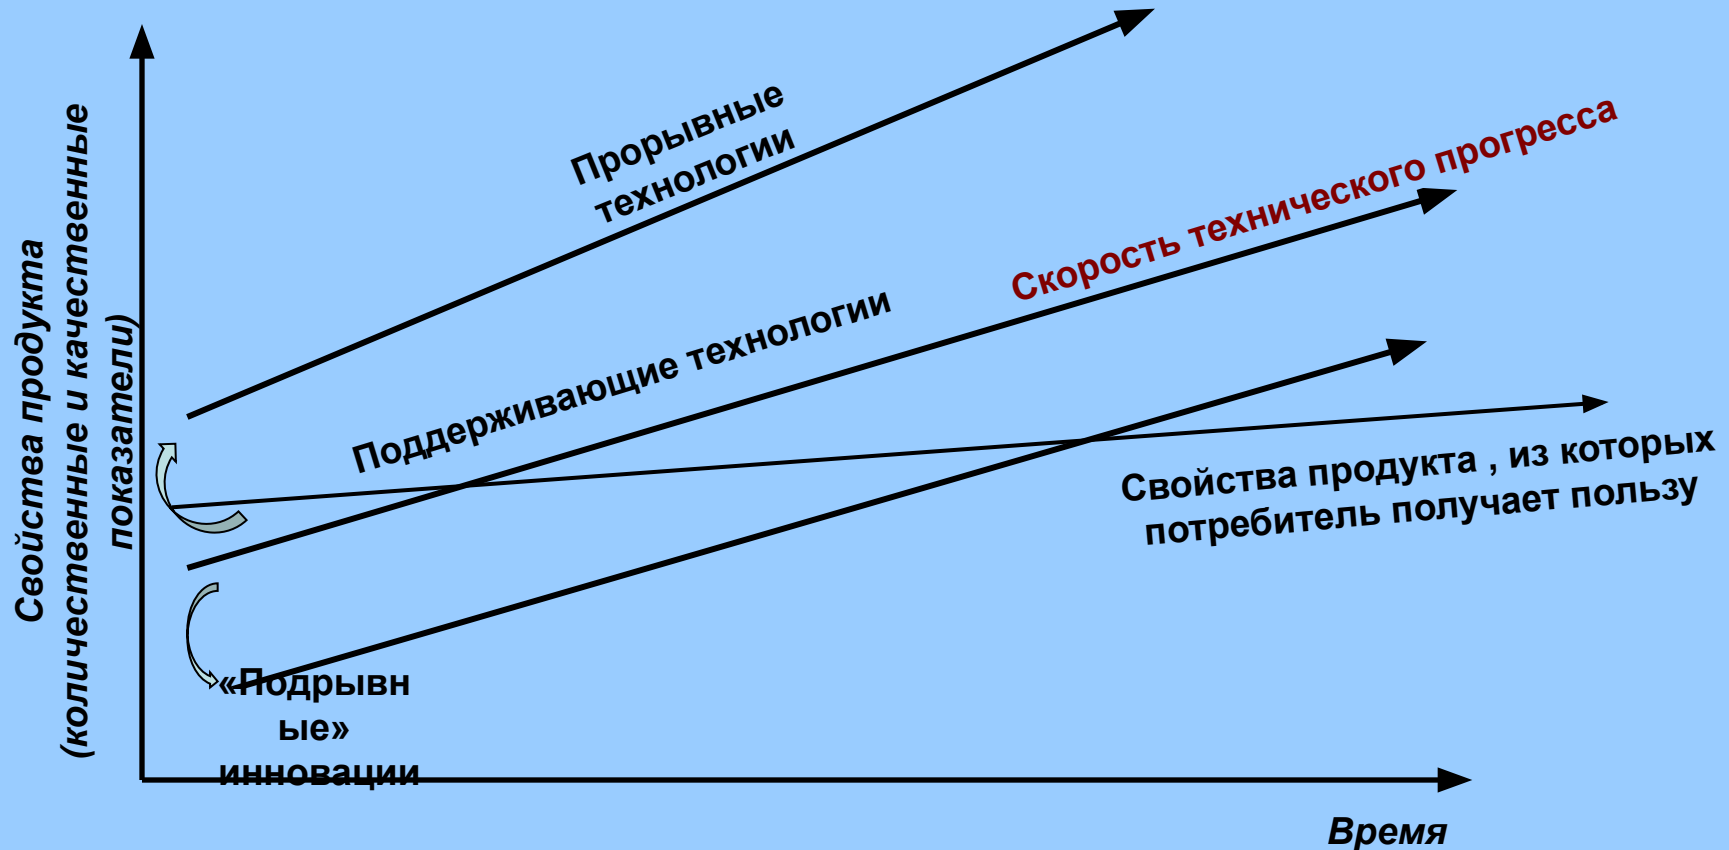 Свойства продукта
(количественные и качественные
показатели)
Прорывные
технологии
Скорость технического прогресса
Поддерживающие технологии
Свойства продукта , из которых
потребитель получает пользу
«Подрывн
ые»
инновации
Время